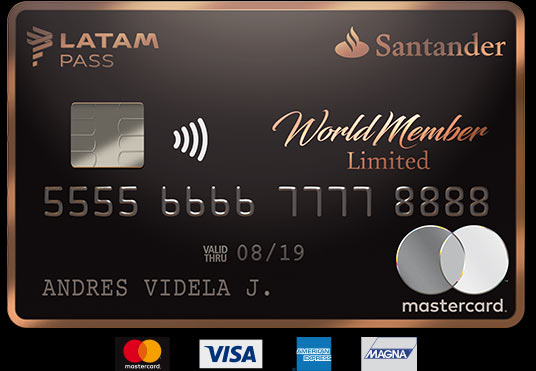 LATAM
PASS
Santander
WorldMember
Limited
5555 6666 7777 8888
VALID
THRU 08/19
ANDRES VIDELA J.
mastercard.
mastercard. VISA AMERICAN EXPRESS MAGNA